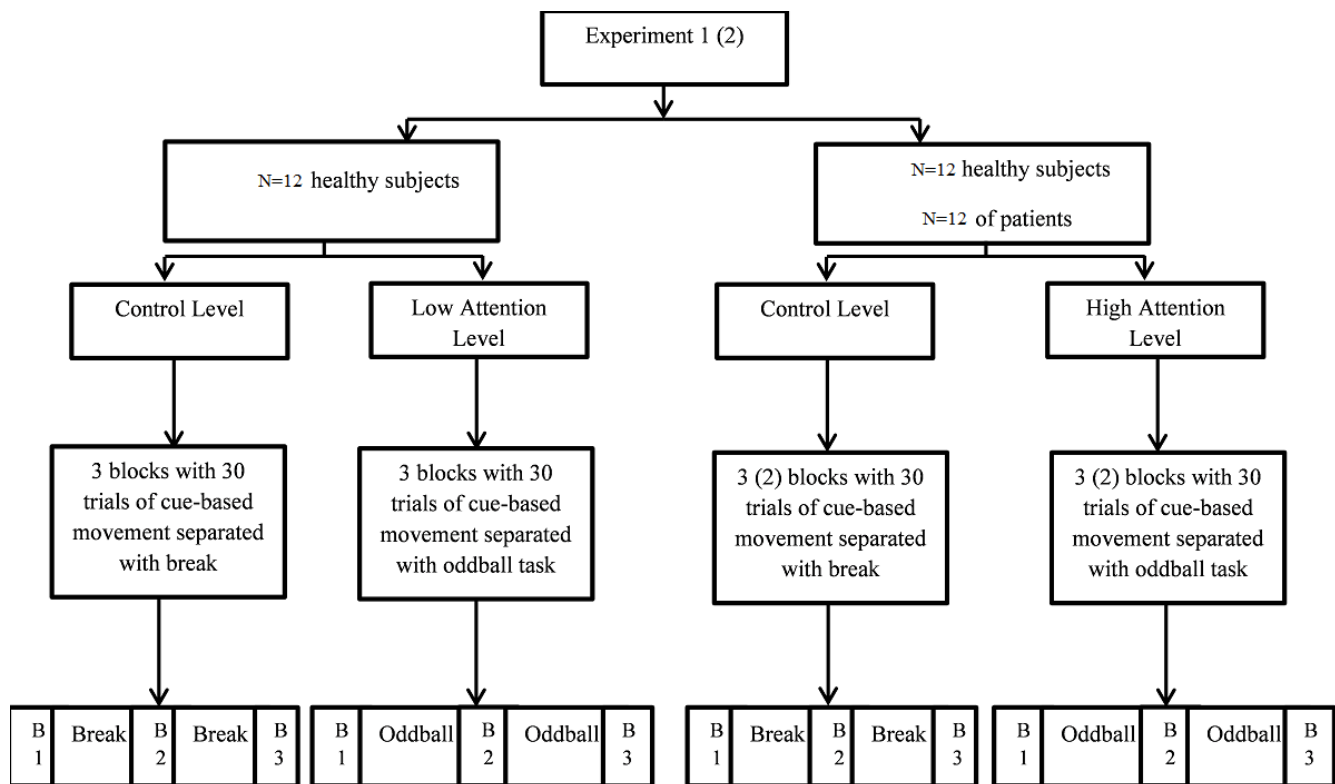 Experiment 1 (2)
N=12 healthy subjects
N=12 healthy subjects
N=12 of patients
Control Level
Low Attention
Level
Control Level
High Attention
Level
3 blocks with 30
trials of cue-based
movement separated
with break
3 blocks with 30
trials of cue-based
movement separated
with oddball task
3 (2) blocks with 30
trials of cue-based
movement separated
with break
3 (2) blocks with 30
trials of cue-based
movement separated
with oddball task
B
1
Break
B
2
Break
B
3
B
1
Oddball
B
2
Oddball
B
3
B
1
Break
B
2
Break
B
3
B
1
Oddball
B
2
Oddball
B
3